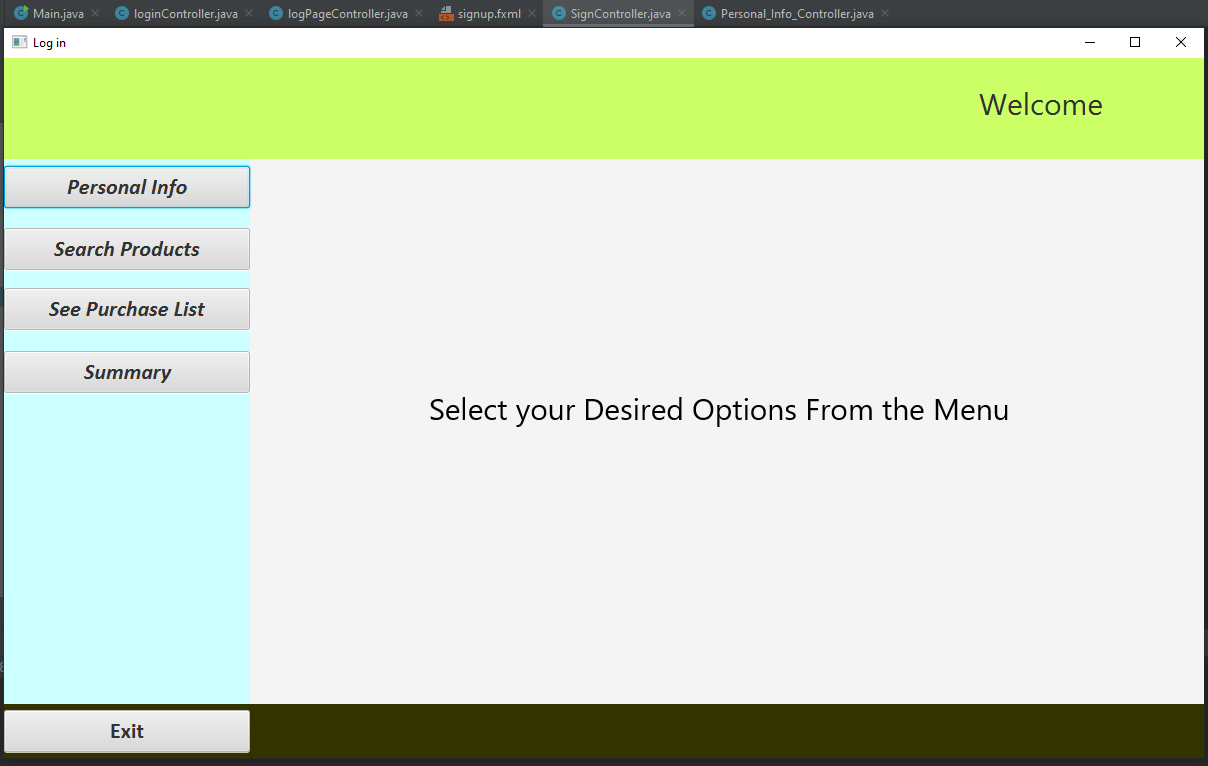 Main.java loginController.java logPageController.java signup.fxml SignController.java Personal_Info_Controller.java
Log in
Welcome
Personal Info
Search Products
See Purchase List
Summary
Select your Desired Options From the Menu
Exit